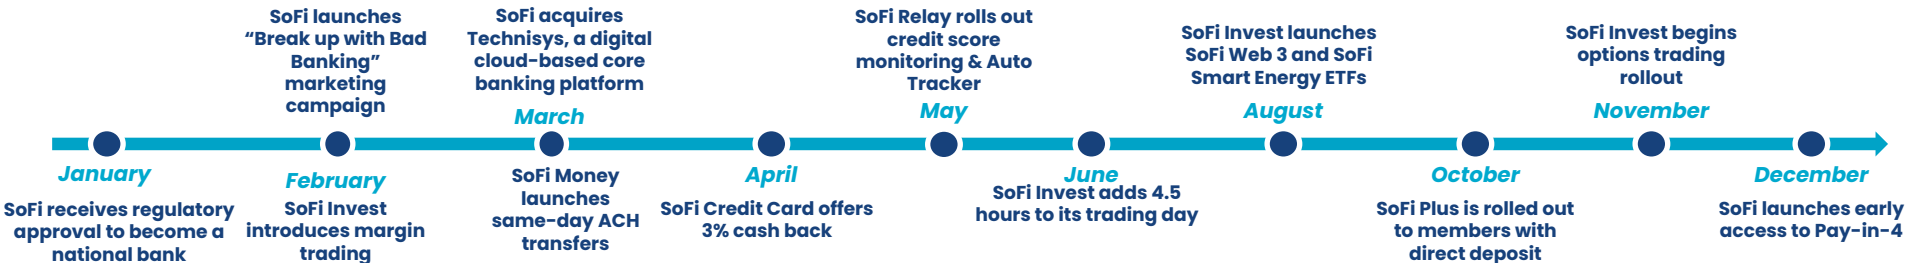 January
SoFi receives regulatory
approval to become a
national bank
SoFi launches
“Break up with Bad
Banking”
marketing
campaign
February
SoFi Invest
introduces margin
trading
SoFi acquires
Technisys, a digital
cloud-based core
banking platform
March
SoFi Money
launches
same-day ACH
transfers
April
SoFi Credit Card offers
3% cash back
SoFi Relay rolls out
credit score
monitoring & Auto
Tracker
May
June
SoFi Invest adds 4.5
hours to its trading day
SoFi Invest launches
SoFi Web 3 and SoFi
Smart Energy ETFs
August
October
SoFi Plus is rolled out
to members with
direct deposit
SoFi Invest begins
options trading
rollout
November
December
SoFi launches early
access to Pay-in-4